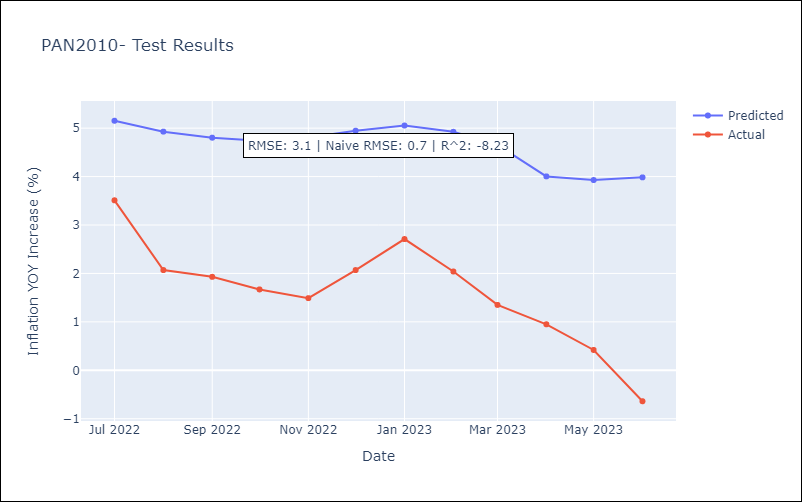 PAN2010- Test Results
Predicted
Actual
RMSE: 3.1 | Naive RMSE: 0.7 | R^2: -8.23
Inflation YOY Increase (%)
5
4
3
2
1
0
−1
Jul 2022 Sep 2022 Nov 2022 Jan 2023 Mar 2023 May 2023
Date